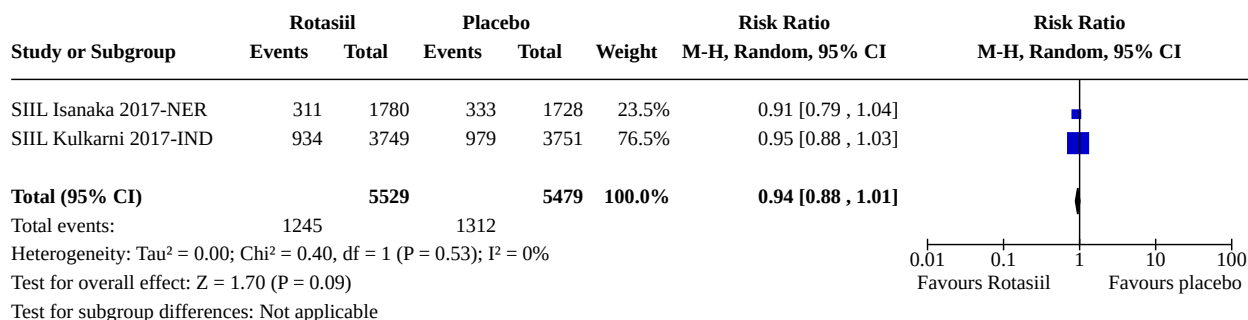 Rotasiil Placebo Risk Ratio Risk Ratio
Study or Subgroup Events Total Events Total Weight M-H, Random, 95% CI M-H, Random, 95% CI
SIIL Isanaka 2017-NER 311 1780 333 1728 23.5% 0.91 [0.79 , 1.04]
SIIL Kulkarni 2017-IND 934 3749 979 3751 76.5% 0.95 [0.88 , 1.03]
Total (95% CI) 5529 5479 100.0% 0.94 [0.88 , 1.01]
Total events: 1245 1312
Heterogeneity: Tau² = 0.00; Chi² = 0.40, df = 1 (P = 0.53); I² = 0%
0.01 0.1 1 10 100
Test for overall effect: Z = 1.70 (P = 0.09) Favours Rotasiil Favours placebo
Test for subgroup differences: Not applicable